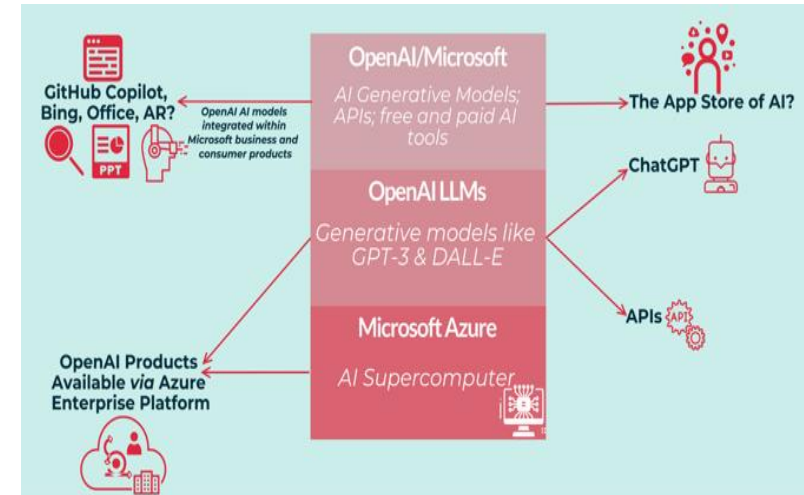 OpenAI/Microsoft
AI Generative Models;
APIs; free and paid AI
tools
GitHub Copilot,
Bing, Office, AR?
OpenAI AI models
integrated within
Microsoft business and
consumer products
PPT
The App Store of AI?
OpenAI LLMs
Generative models like
GPT-3 & DALL-E
ChatGPT
APIs
API
Microsoft Azure
AI Supercomputer
OpenAI Products
Available via Azure
Enterprise Platform